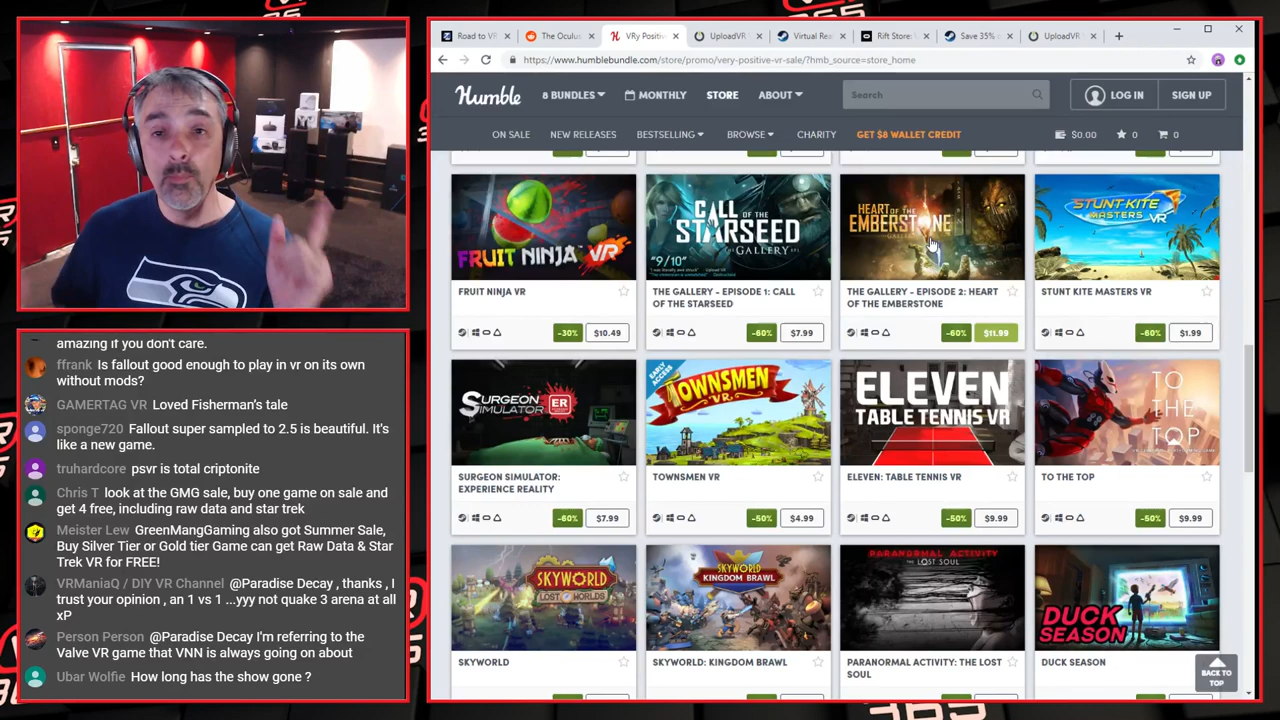 Road to VR
The Oculus
VRy Positiv
UploadVR
Virtual Rea
Rift Store:
Save 35%
UploadVR
https://www.humblebundle.com/store/promo/very-positive-vr-sale/?hmb_source=store_home
Humble
8 BUNDLES
MONTHLY
STORE
ABOUT
Search
LOG IN
SIGN UP
ON SALE
NEW RELEASES
BESTSELLING
BROWSE
CHARITY
GET $8 WALLET CREDIT
$0.00
0
0
FRUIT NINJA VR
CALL OF THE STARSEED
THE GALLERY
"9/10"
HEART OF THE
EMBERSTONE
STUNT KITE
MASTERS VR
FRUIT NINJA VR
THE GALLERY - EPISODE 1: CALL
OF THE STARSEED
THE GALLERY - EPISODE 2: HEART
OF THE EMBERSTONE
STUNT KITE MASTERS VR
-30% $10.49
-60% $7.99
-60% $11.99
-60% $1.99
SURGEON
SIMULATOR
ER
EARLY
ACCESS
TOWNSMEN
VR
ELEVEN
TABLE TENNIS VR
TO
THE
TOP
SURGEON SIMULATOR:
EXPERIENCE REALITY
TOWNSMEN VR
ELEVEN: TABLE TENNIS VR
TO THE TOP
-60% $7.99
-50% $4.99
-50% $9.99
-50% $9.99
SKYWORLD
LOST WORLDS
SKYWORLD
KINGDOM BRAWL
PARANORMAL ACTIVITY
THE LOST SOUL
DUCK
SEASON
SKYWORLD
SKYWORLD: KINGDOM BRAWL
PARANORMAL ACTIVITY: THE LOST
SOUL
DUCK SEASON
BACK TO
TOP
amazing if you don't care.
ffrank Is fallout good enough to play in vr on its own
without mods?
GAMERTAG VR Loved Fisherman's tale
sponge720 Fallout super sampled to 2.5 is beautiful. It's
like a new game.
truhardcore psvr is total criptonite
Chris T look at the GMG sale, buy one game on sale and
get 4 free, including raw data and star trek
Meister Lew GreenMangGaming also got Summer Sale,
Buy Silver Tier or Gold tier Game can get Raw Data & Star
Trek VR for FREE!
VRManiaQ / DIY VR Channel @Paradise Decay , thanks , I
trust your opinion , an 1 vs 1 ...yyy not quake 3 arena at all
xP
Person Person @Paradise Decay I'm referring to the
Valve VR game that VNN is always going on about
Ubar Wolfie How long has the show gone ?